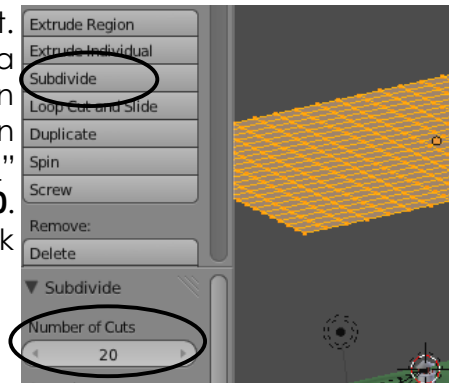 t.
Extrude Region
Extrude Individual
a
Subdivide
n
Loop Cut and Slide
n
Duplicate
”
Spin
Screw
0.
Remove:
k
Delete
Subdivide
Number of Cuts
20